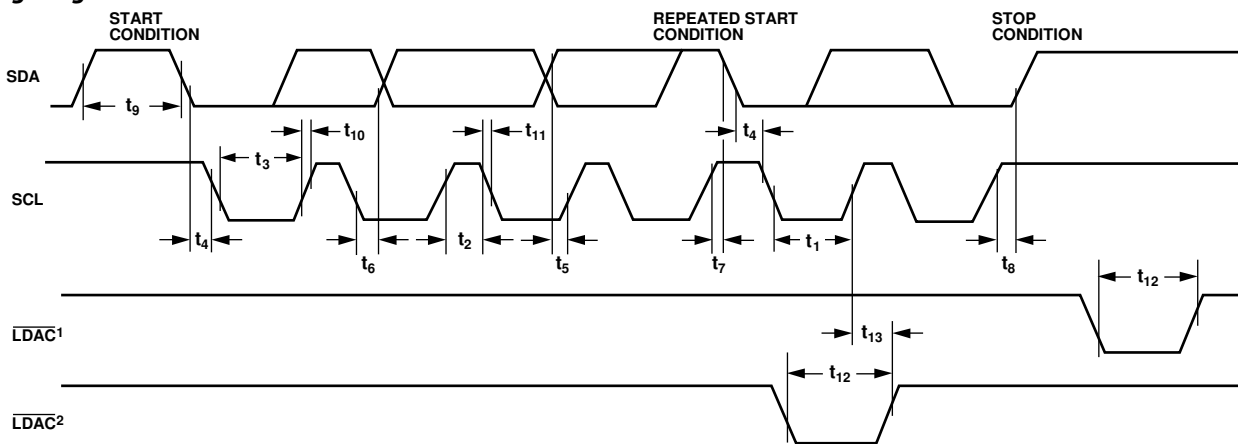 START
CONDITION
REPEATED START
CONDITION
STOP
CONDITION
SDA
t9
t10
t11
t4
t3
SCL
t4
t6
t2
t5
t7
t1
t8
t12
LDAC1
t13
t12
LDAC2